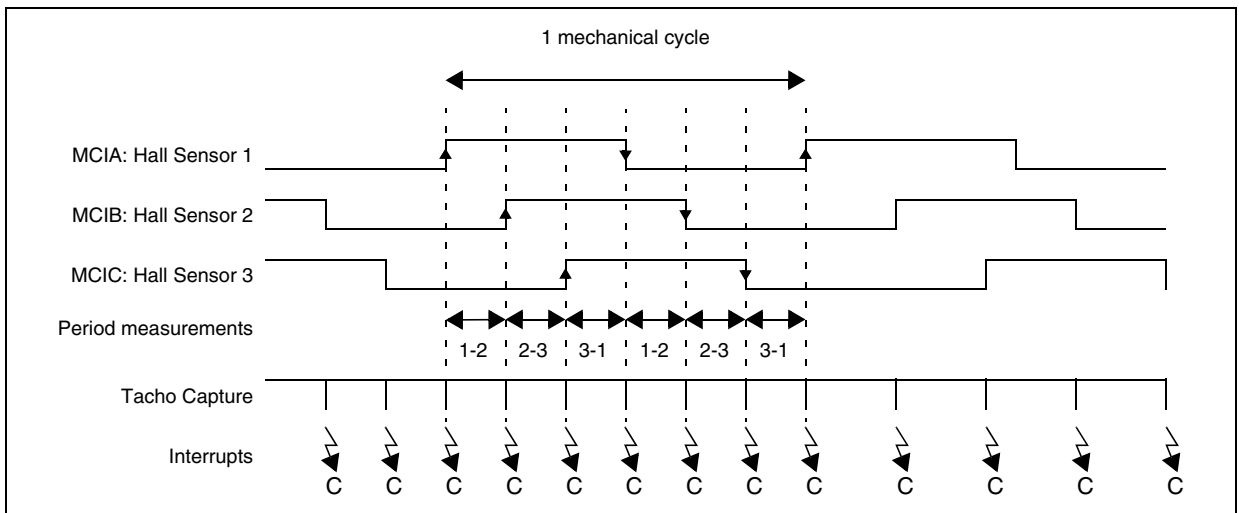 1 mechanical cycle
MCIA: Hall Sensor 1
MCIB: Hall Sensor 2
MCIC: Hall Sensor 3
Period measurements
1-2 2-3 3-1 1-2 2-3 3-1
Tacho Capture
Interrupts
C C C C C C C C C C C C C